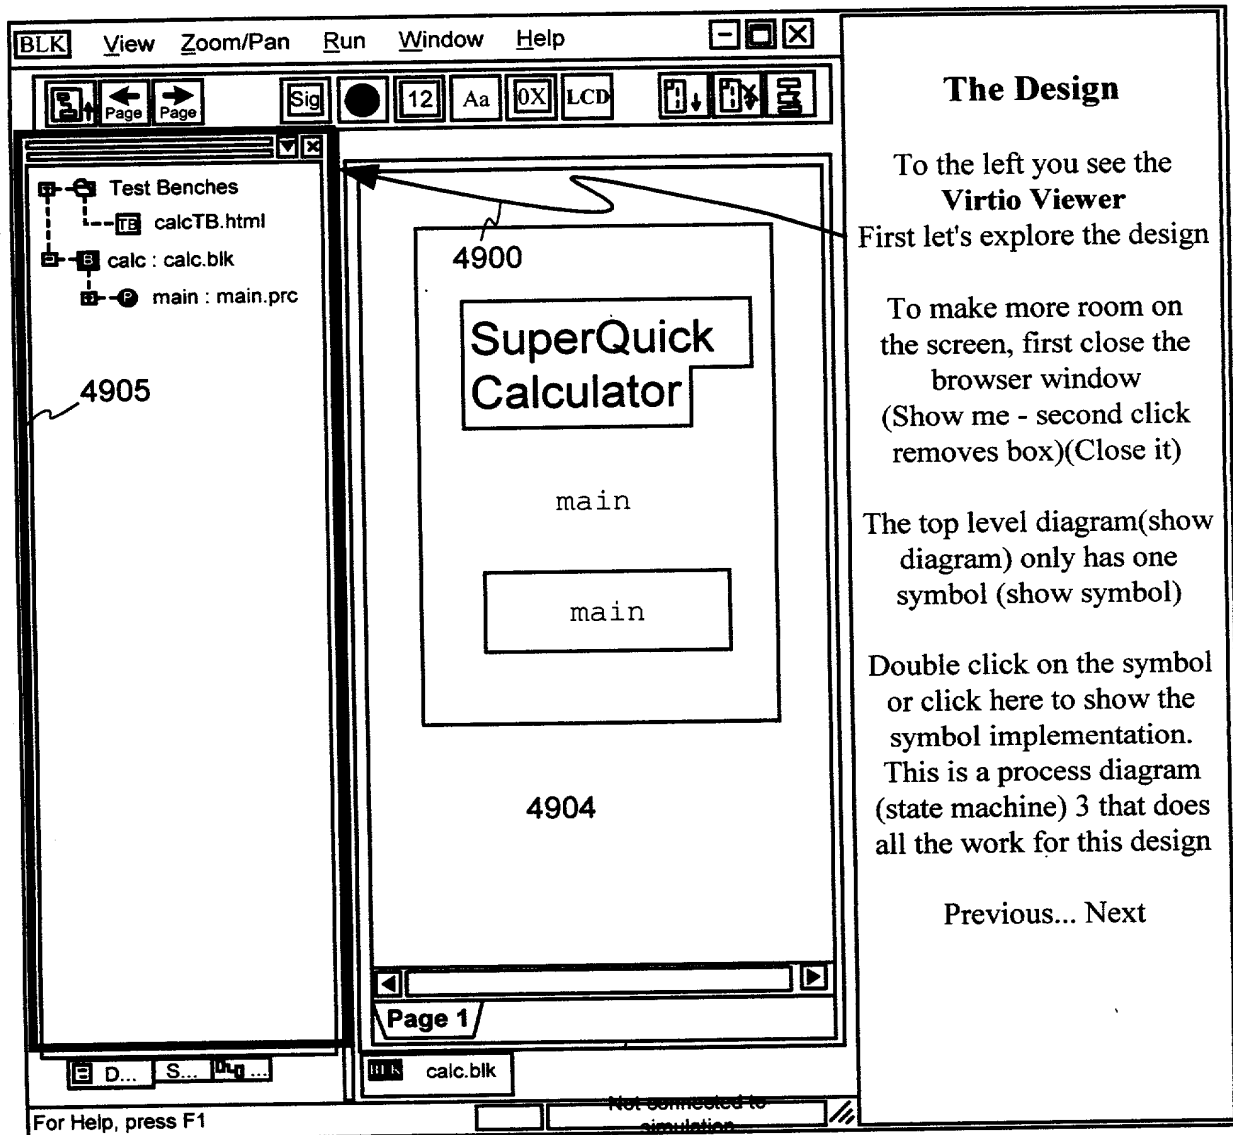 BLK View Zoom/Pan Run Window Help
Page Page Sig 12 Aa 0X LCD
Test Benches
TB calcTB.html
B calc : calc.blk
P main : main.prc
4905
4900
SuperQuick
Calculator
main
main
4904
Page 1
D... S... ...
BLK calc.blk
For Help, press F1
Not connected to
simulation
The Design
To the left you see the
Virtio Viewer
First let's explore the design
To make more room on
the screen, first close the
browser window
(Show me - second click
removes box)(Close it)
The top level diagram(show
diagram) only has one
symbol (show symbol)
Double click on the symbol
or click here to show the
symbol implementation.
This is a process diagram
(state machine) 3 that does
all the work for this design
Previous... Next